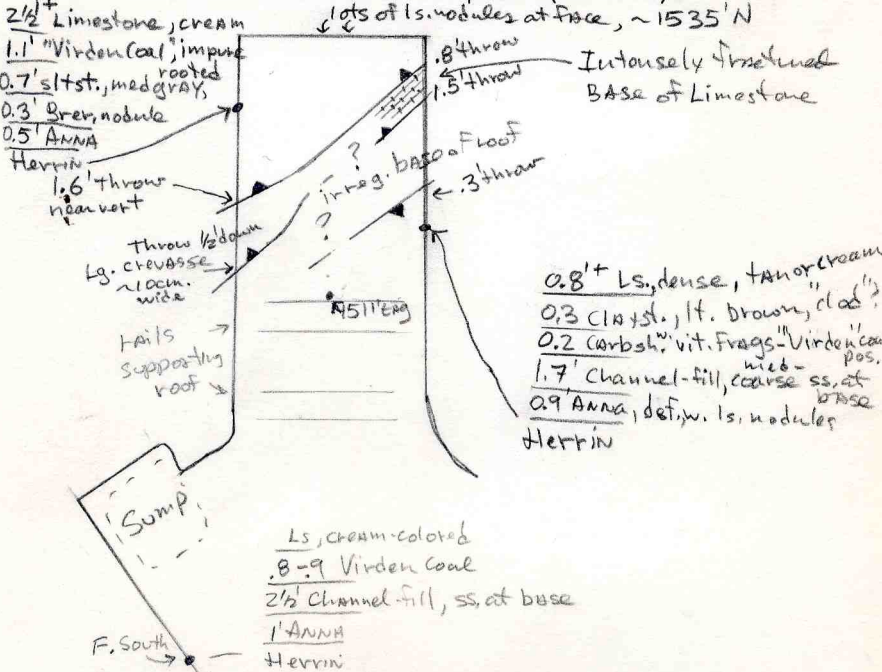 lots of ls. nodules at face, ~1535' N
2½'+ Limestone, cream
1.1' "Virden Coal", impure
0.7' sltst., med gray, rooted
0.3' Brer, nodule
0.5' ANNA
Herrin
1.6' throw
near vert
Throw ½' down
Lg. crevasse
~10cm.
wide
rails
supporting
roof
.8' throw
1.5' throw
Intensely fractured
BASE of Limestone
?
irreg. base of roof
?
.3' throw
4511' tag
0.8'+ Ls., dense, tan or cream
0.3 Clayst., lt. brown, "clod"?
0.2 carb sh. w. vit. frags - "Virden" coal pos.
1.7' Channel-fill, med-coarse ss. at base
0.9' ANNA, def., w. ls. nodules
Herrin
Sump
Ls, cream-colored
.8-.9 Virden Coal
2½' Channel-fill, ss. at base
1' ANNA
Herrin
F. South